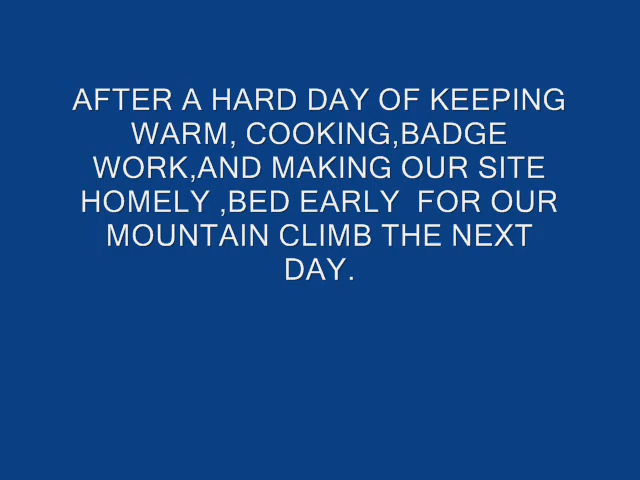 AFTER A HARD DAY OF KEEPING
WARM, COOKING,BADGE
WORK,AND MAKING OUR SITE
HOMELY ,BED EARLY  FOR OUR
MOUNTAIN CLIMB THE NEXT
DAY.